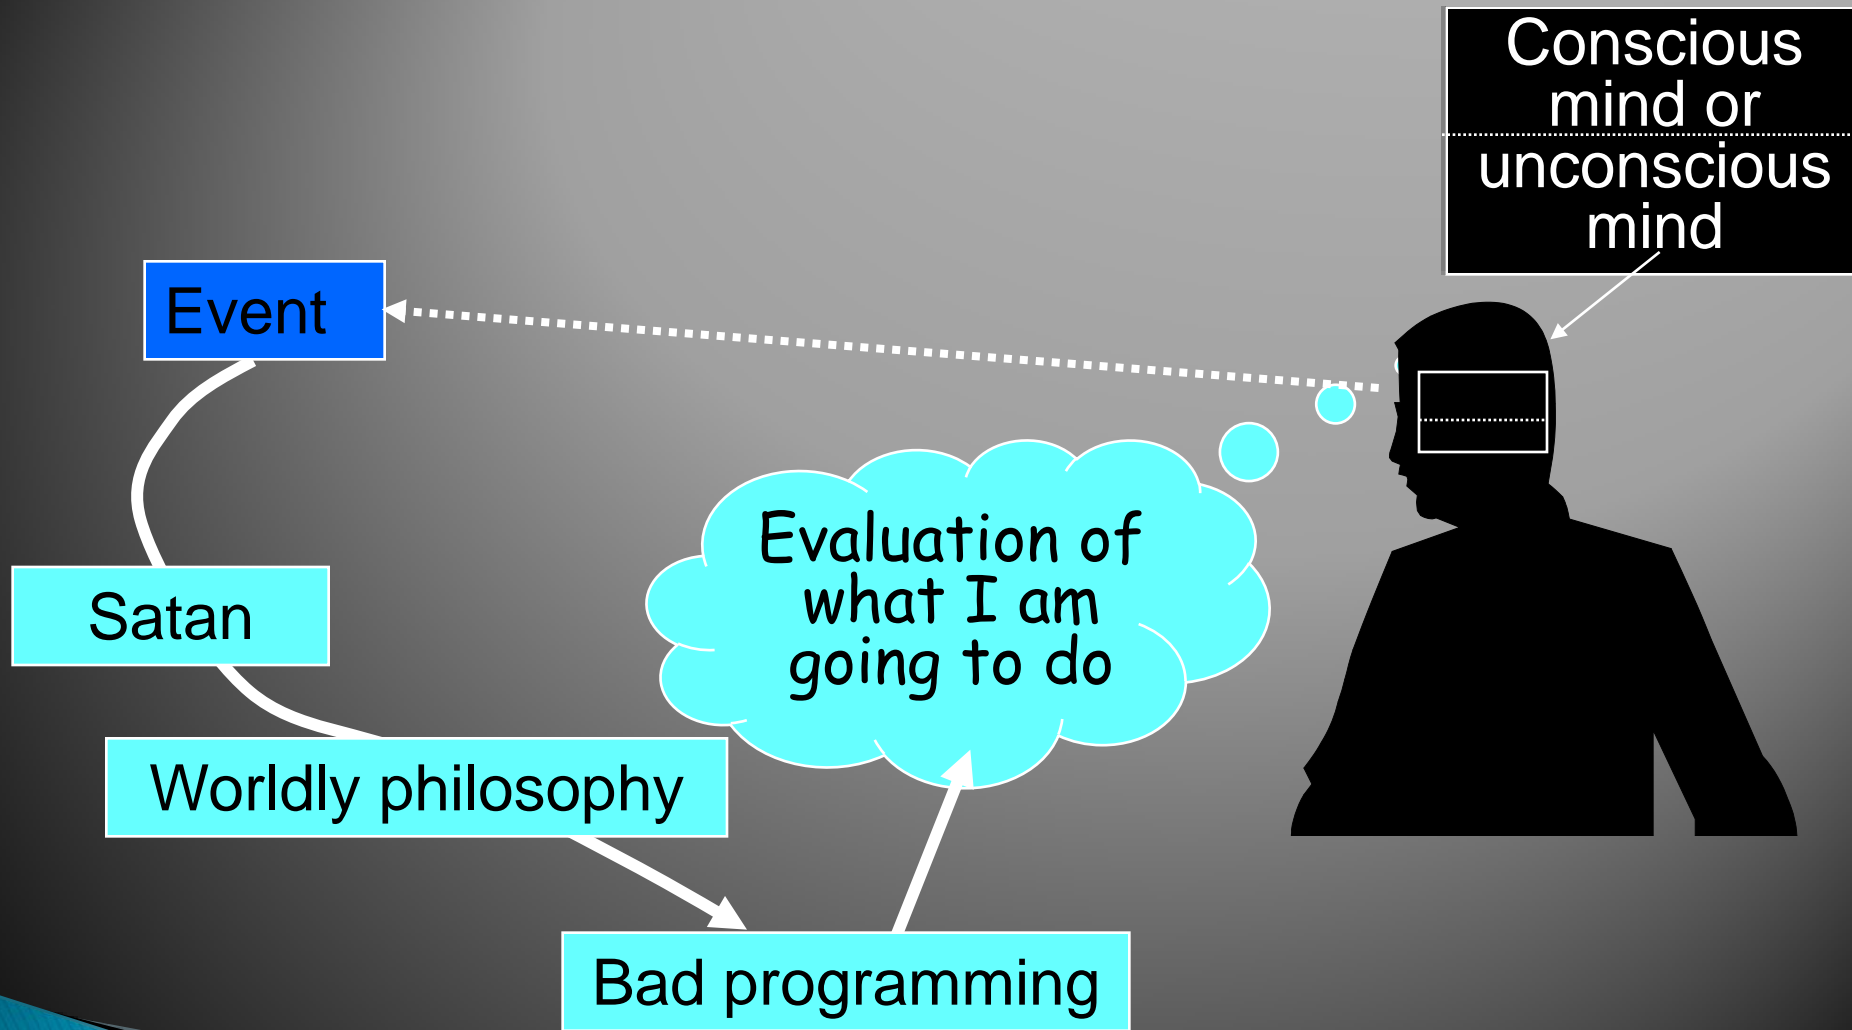 Conscious
mind or
unconscious
mind
Event
Evaluation of
what I am
going to do
Satan
Worldly philosophy
Bad programming